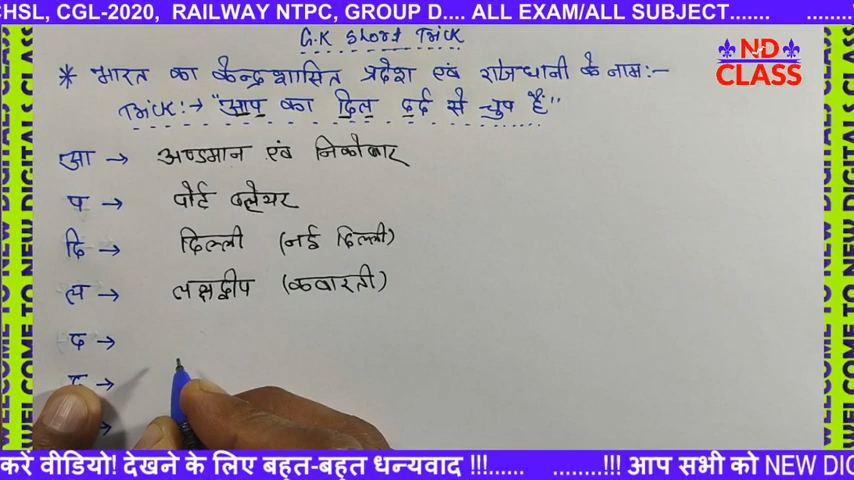 CHSL, CGL-2020, RAILWAY NTPC, GROUP D.... ALL EXAM/ALL SUBJECT....... ........
G.K Short Trick
* भारत का केन्द्रशासित प्रदेश एवं राजधानी के नाम:-
Trick:→ "आप का दिल दर्द से चुप है"
ND
CLASS
आ → अण्डमान एवं निकोबार
प → पोर्ट ब्लेयर
दि → दिल्ली (नई दिल्ली)
ल → लक्षद्वीप (कवारती)
द →
द →
→
करें वीडियो! देखने के लिए बहुत-बहुत धन्यवाद !!!...... ........!!! आप सभी को NEW DIG
DIGITALS
WELCOME TO NEW